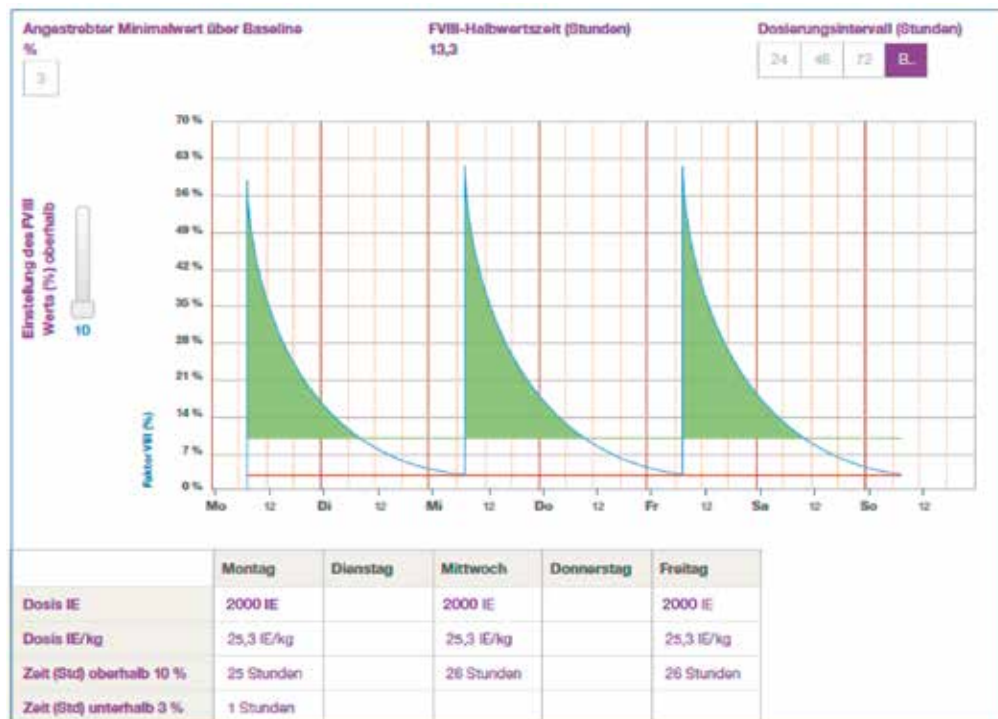 Angestrebter Minimalwert über Baseline
%
3
FVIII-Halbwertszeit (Stunden)
13,3
Dosierungsintervall (Stunden)
24 48 72 B..
Einstellung des FVIII
Werts (%) oberhalb
10
Faktor VIII (%)
70 %
63 %
56 %
49 %
42 %
35 %
28 %
21 %
14 %
7 %
0 %
Mo 12 Di 12 Mi 12 Do 12 Fr 12 Sa 12 So 12
Montag Dienstag Mittwoch Donnerstag Freitag
Dosis IE 2000 IE 2000 IE 2000 IE
Dosis IE/kg 25,3 IE/kg 25,3 IE/kg 25,3 IE/kg
Zeit (Std) oberhalb 10 % 25 Stunden 26 Stunden 26 Stunden
Zeit (Std) unterhalb 3 % 1 Stunden